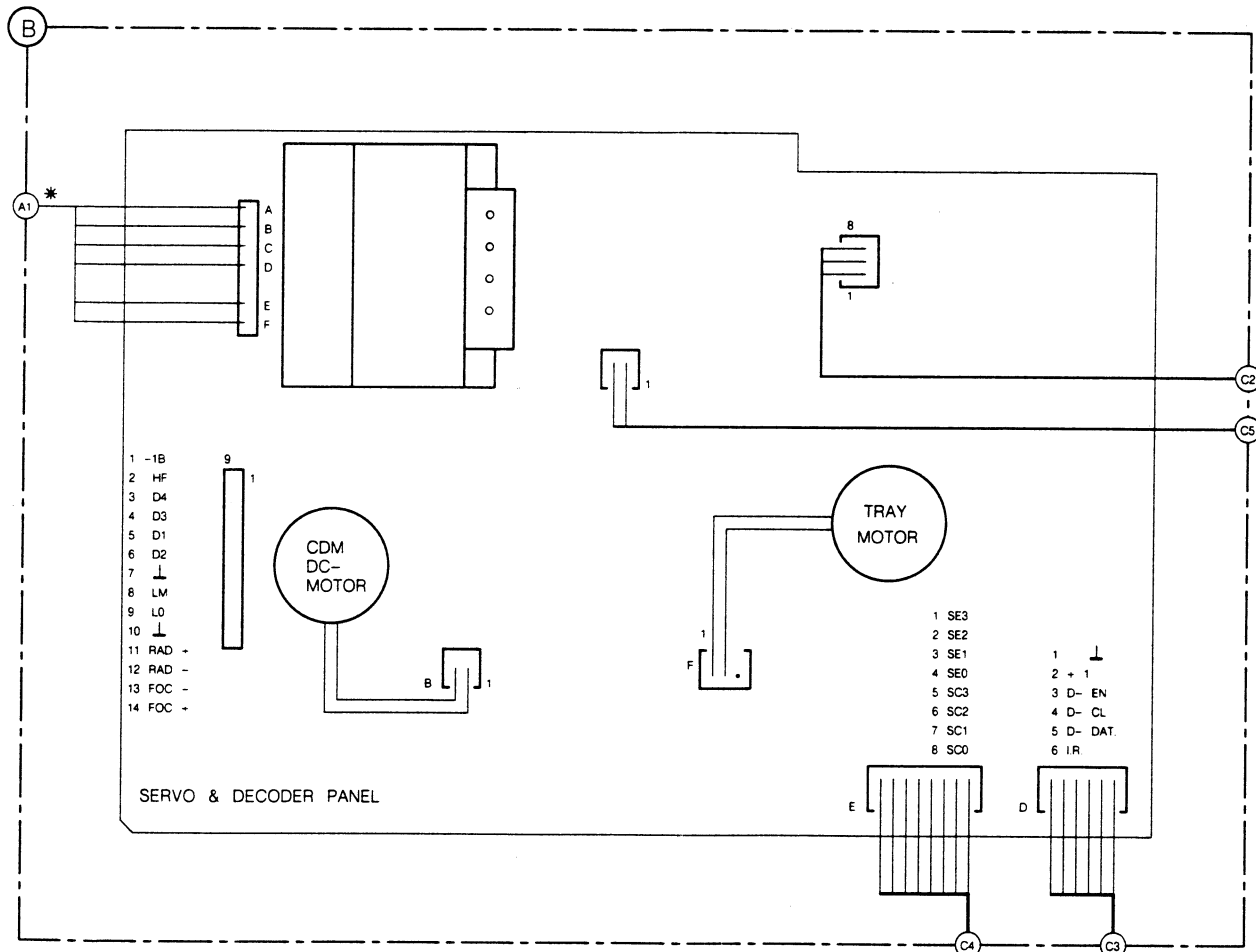 B
A1 *
A
B
C
D
E
F
8
1
1
C2
C5
1 -1B
2 HF
3 D4
4 D3
5 D1
6 D2
7 ⊥
8 LM
9 L0
10 ⊥
11 RAD +
12 RAD -
13 FOC -
14 FOC +
9
1
CDM
DC-
MOTOR
B
1
TRAY
MOTOR
1
F
1 SE3
2 SE2
3 SE1
4 SE0
5 SC3
6 SC2
7 SC1
8 SC0
1 ⊥
2 + 1
3 D- EN
4 D- CL
5 D- DAT.
6 I.R.
SERVO & DECODER PANEL
E
D
C4
C3